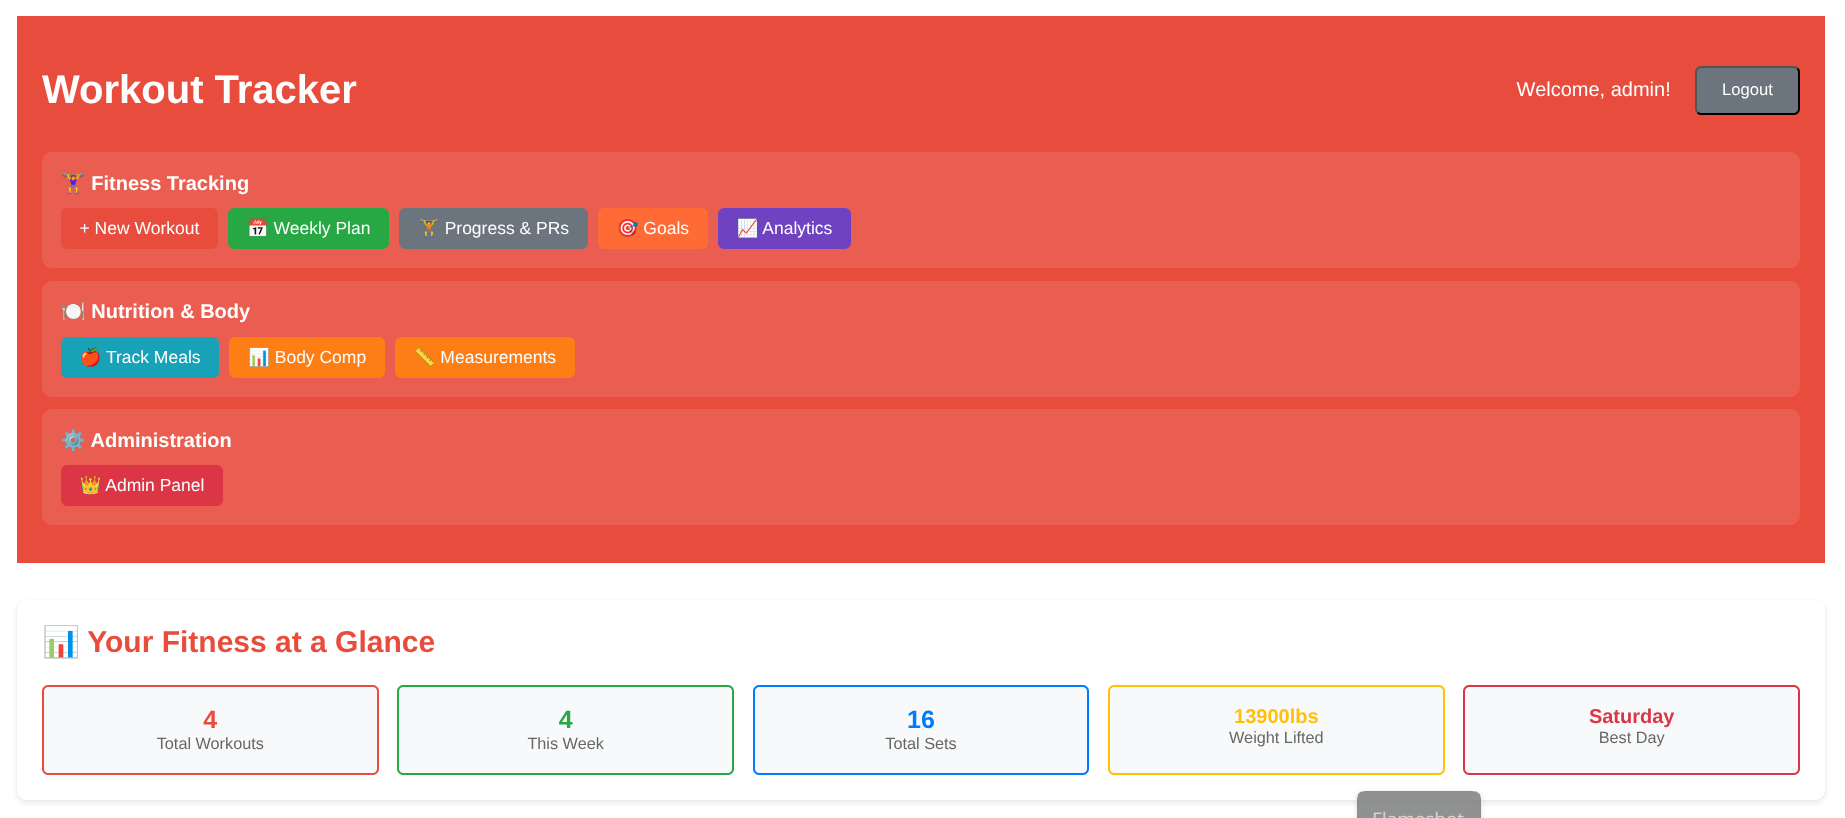 Workout Tracker
Welcome, admin!
Logout
🏋️‍♀️ Fitness Tracking
+ New Workout
📅 Weekly Plan
🏋️ Progress & PRs
🎯 Goals
📈 Analytics
🍽️ Nutrition & Body
🍎 Track Meals
📊 Body Comp
📏 Measurements
⚙️ Administration
👑 Admin Panel
📊 Your Fitness at a Glance
4
Total Workouts
4
This Week
16
Total Sets
13900lbs
Weight Lifted
Saturday
Best Day
Flameshot